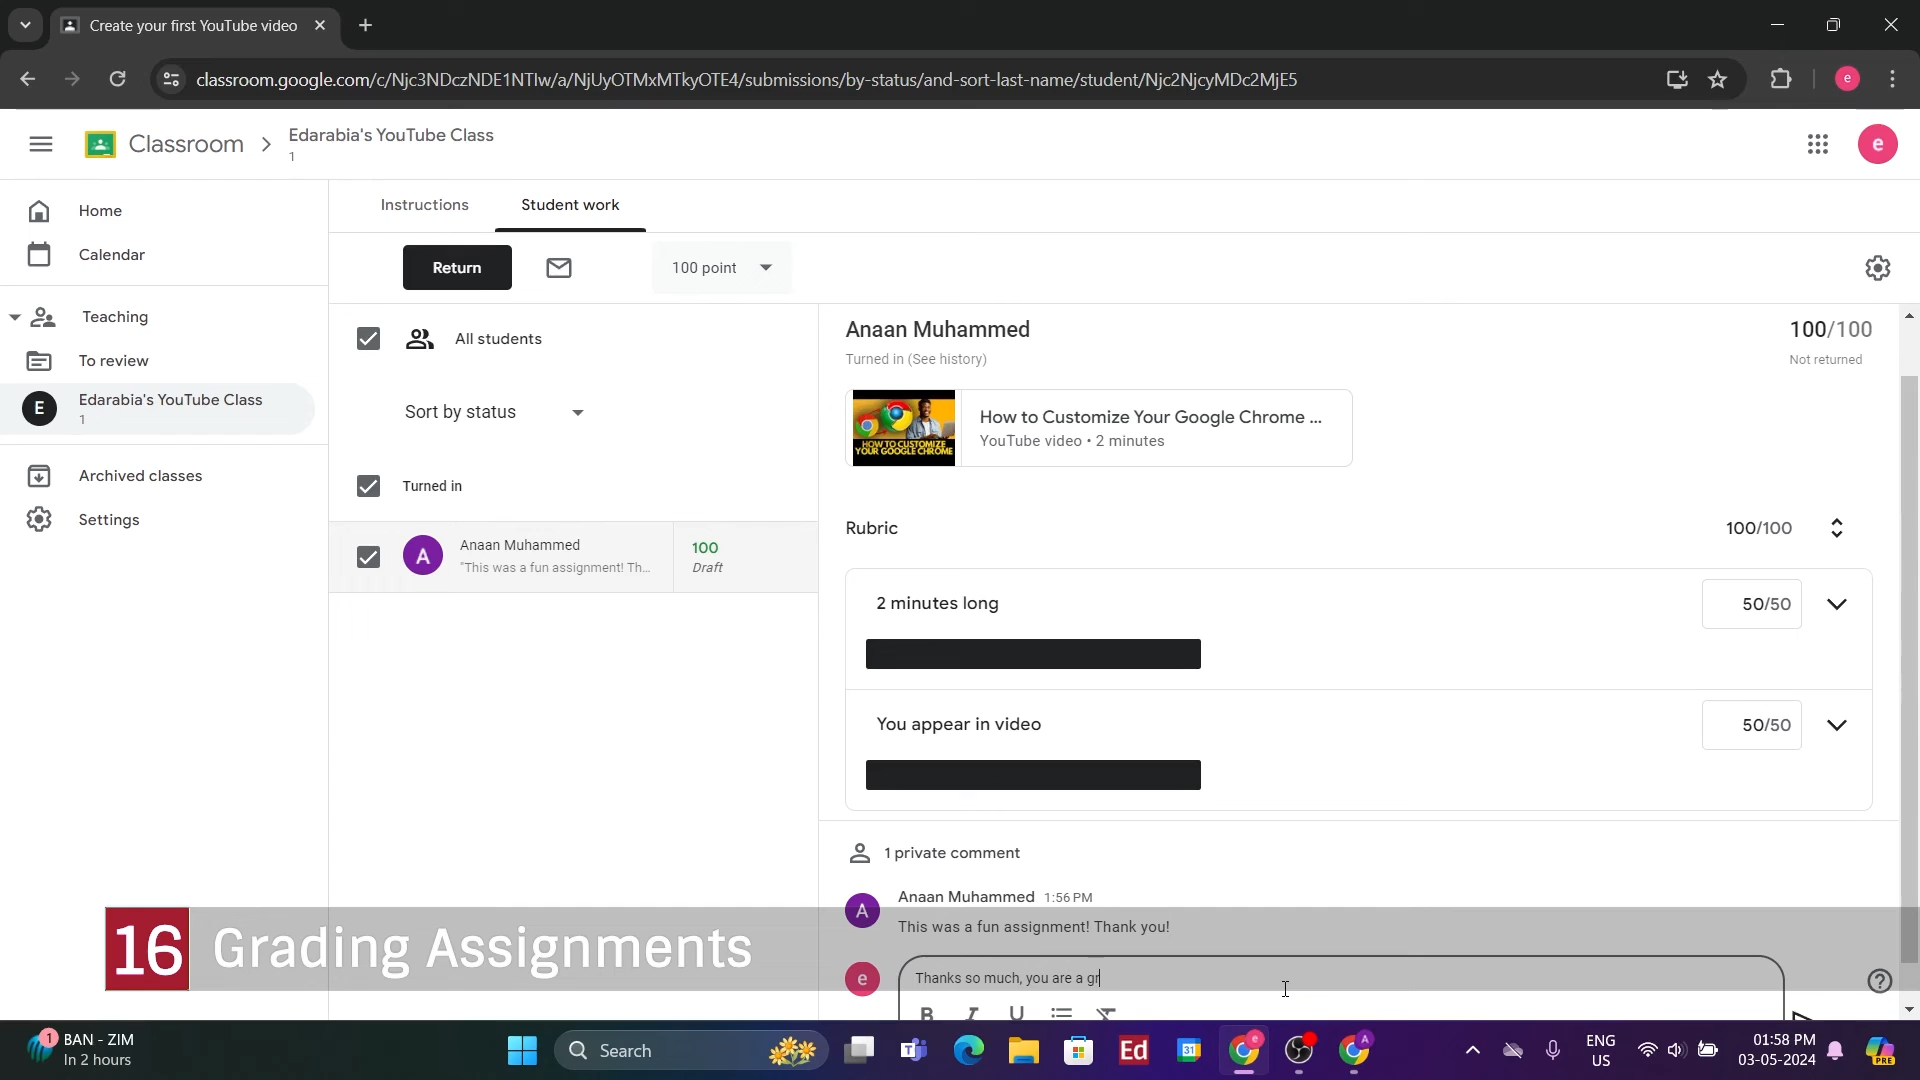 Create your first YouTube video
classroom.google.com/c/Njc3NDczNDE1NTIw/a/NjUyOTMxMTkyOTE4/submissions/by-status/and-sort-last-name/student/Njc2NjcyMDc2MjE5
e
Classroom
Edarabia's YouTube Class
1
e
Home
Calendar
Teaching
To review
E
Edarabia's YouTube Class
1
Archived classes
Settings
Instructions
Student work
Return
100 point
All students
Sort by status
Turned in
A
Anaan Muhammed
"This was a fun assignment! Th...
100
Draft
Anaan Muhammed
100/100
Turned in (See history)
Not returned
HOW TO CUSTOMIZE
YOUR GOOGLE CHROME
How to Customize Your Google Chrome ...
YouTube video • 2 minutes
Rubric
100/100
2 minutes long
50/50
You appear in video
50/50
1 private comment
A
Anaan Muhammed 1:56 PM
This was a fun assignment! Thank you!
16 Grading Assignments
e
Thanks so much, you are a gr
B I U
1
BAN - ZIM
In 2 hours
Search
Ed
31
e
A
ENG
US
01:58 PM
03-05-2024
PRE